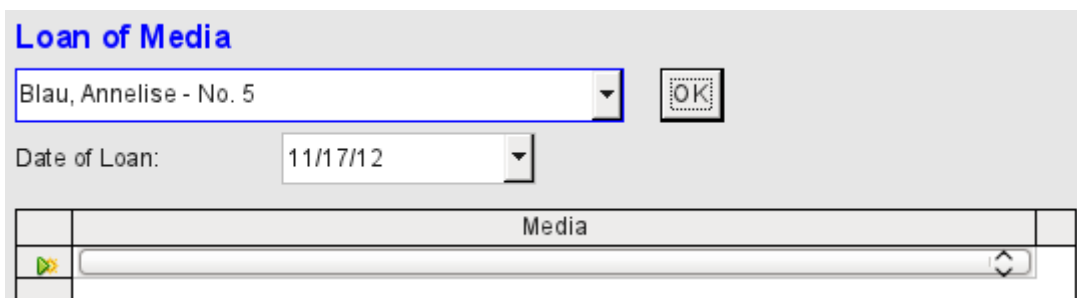 Loan of Media
Blau, Annelise - No. 5 OK
Date of Loan: 11/17/12
Media